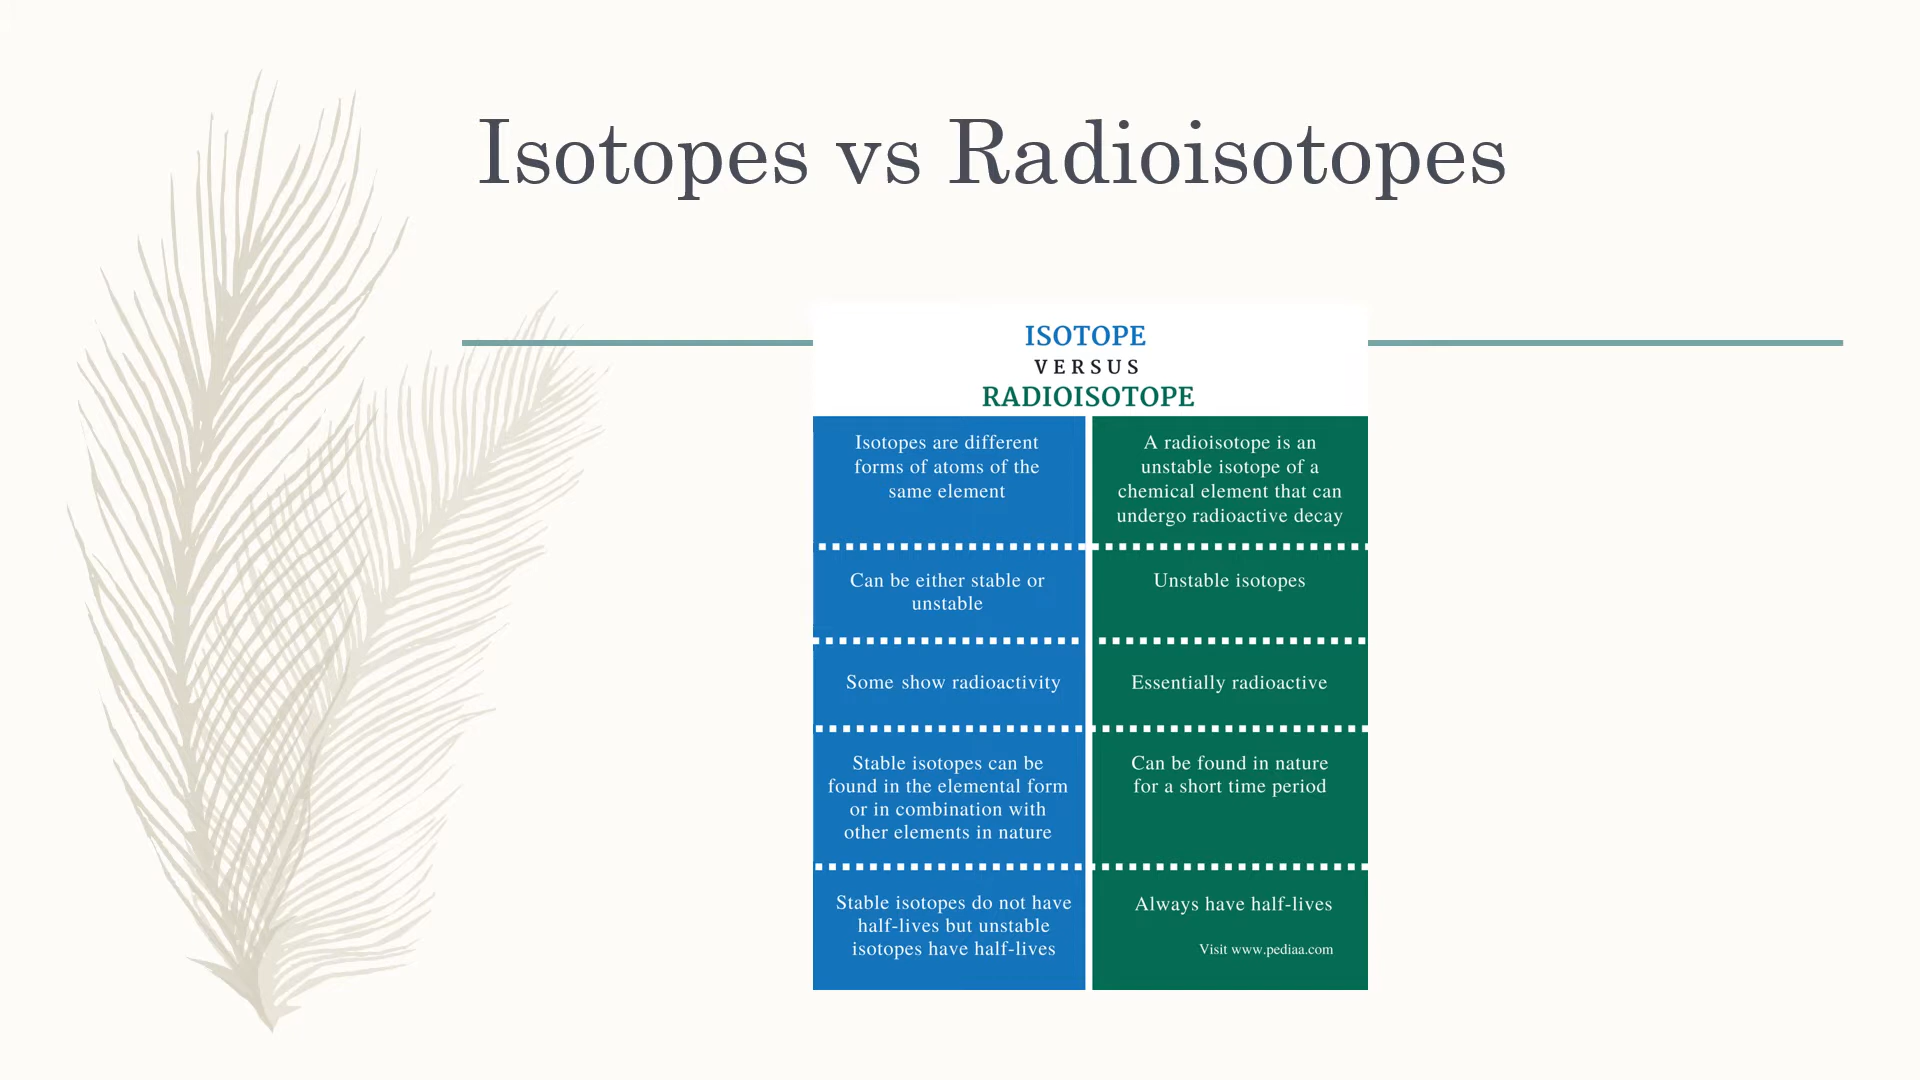 Isotopes vs Radioisotopes
ISOTOPE
VERSUS
RADIOISOTOPE
Isotopes are different
forms of atoms of the
same element
A radioisotope is an
unstable isotope of a
chemical element that can
undergo radioactive decay
Can be either stable or
unstable
Unstable isotopes
Some show radioactivity
Essentially radioactive
Stable isotopes can be
found in the elemental form
or in combination with
other elements in nature
Can be found in nature
for a short time period
Stable isotopes do not have
half-lives but unstable
isotopes have half-lives
Always have half-lives
Visit www.pediaa.com